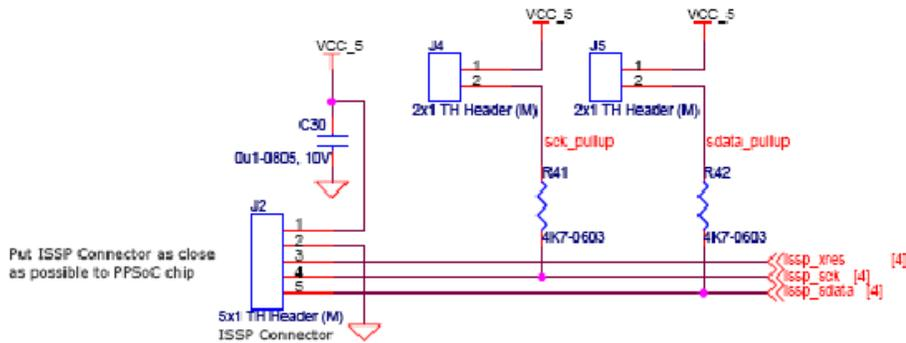 VCC_5
VCC_5
VCC_5
J4
J5
1
2
1
2
2x1 TH Header (M)
2x1 TH Header (M)
C30
0u1-0805, 10V
sck_pullup
sdata_pullup
R41
R42
4K7-0603
4K7-0603
J2
1
2
3
4
5
Put ISSP Connector as close
as possible to PPSoC chip
issp_xres [4]
issp_sck [4]
issp_sdata [4]
5x1 TH Header (M)
ISSP Connector